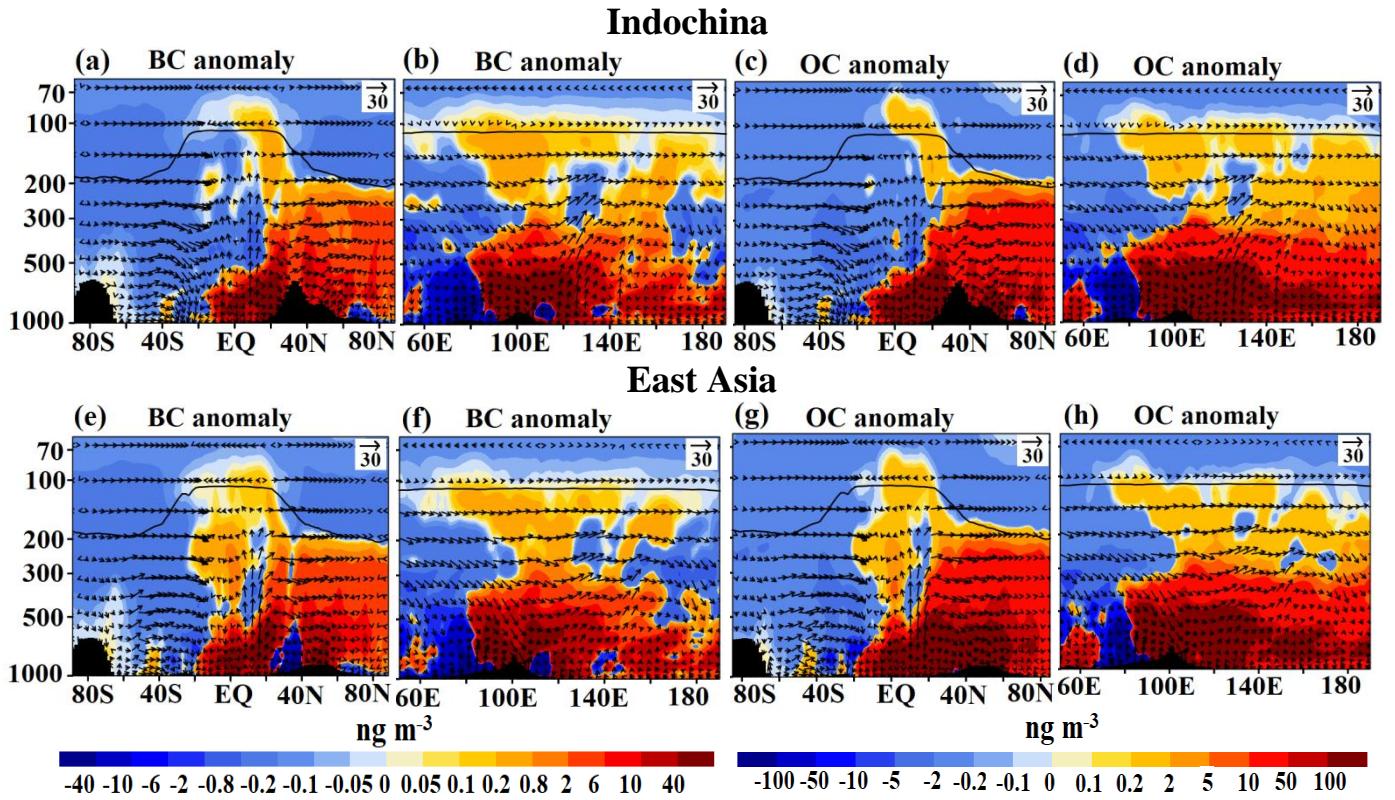 Indochina
(a) BC anomaly (b) BC anomaly (c) OC anomaly (d) OC anomaly
30 30 30 30
70
100
200
300
500
1000
80S 40S EQ 40N 80N 60E 100E 140E 180 80S 40S EQ 40N 80N 60E 100E 140E 180
East Asia
(e) BC anomaly (f) BC anomaly (g) OC anomaly (h) OC anomaly
30 30 30 30
70
100
200
300
500
1000
80S 40S EQ 40N 80N 60E 100E 140E 180 80S 40S EQ 40N 80N 60E 100E 140E 180
ng m-3 ng m-3
-40 -10 -6 -2 -0.8 -0.2 -0.1 -0.05 0 0.05 0.1 0.2 0.8 2 6 10 40 -100 -50 -10 -5 -2 -0.2 -0.1 0 0.1 0.2 2 5 10 50 100